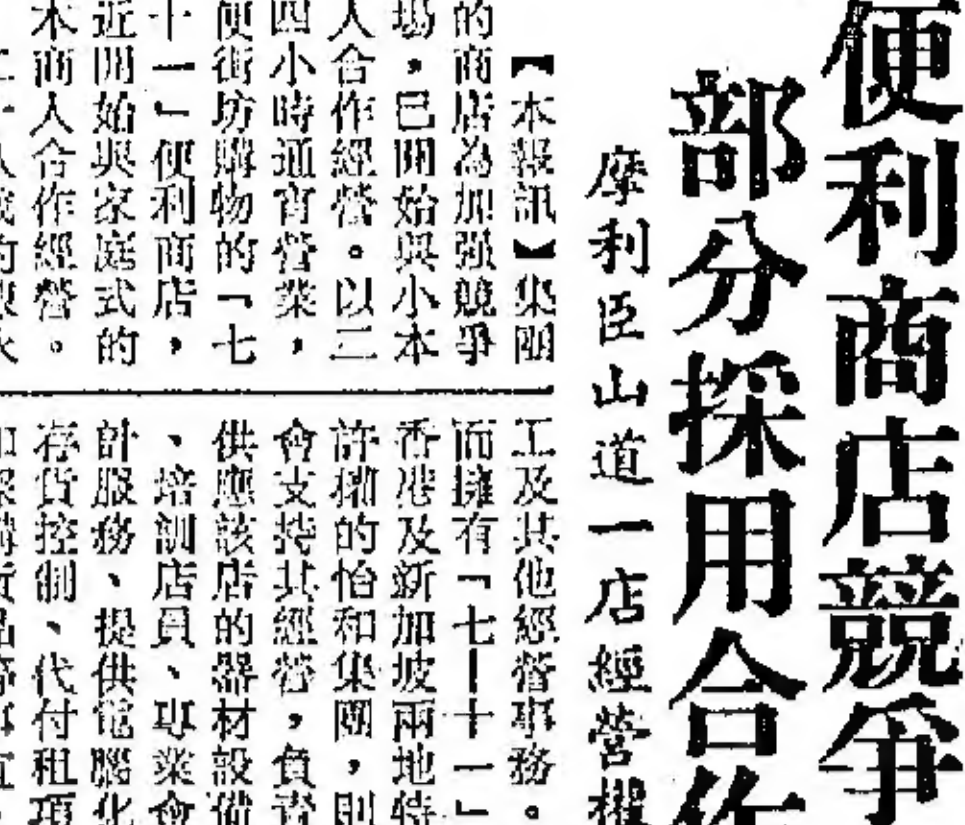 便利商店競爭
部分採用合作
摩利臣山道一店經營權
【本報訊】集團
的商店為加强競爭
場，已開始與小本
人合作經營。以二
四小時通宵營業，
便街坊購物的「七
十一」便利商店，
近開始與家庭式的
本商人合作經營。
工及其他經營事務。
而擁有「七—十一」
香港及新加坡兩地特
許權的怡和集團，則
會支持其經營，負責
供應該店的器材設備
、培訓店員、專業會
計服務、提供電腦化
存貨控制、代付租項